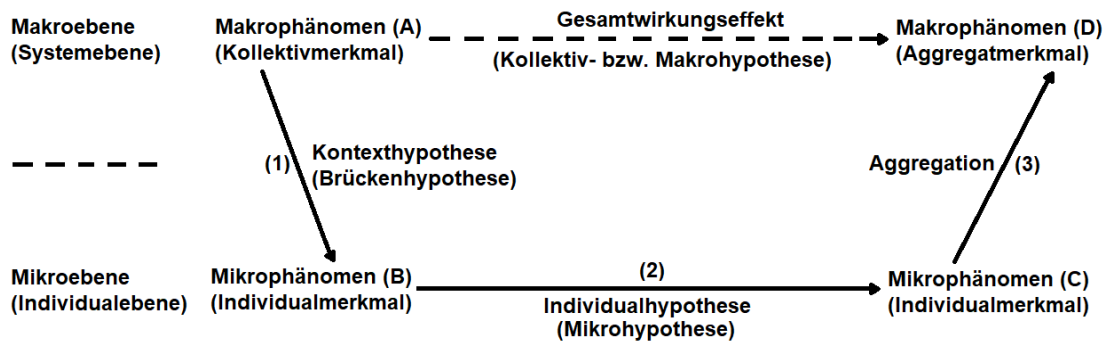 Makroebene
(Systemebene)
Makrophänomen (A)
(Kollektivmerkmal)
Gesamtwirkungseffekt
(Kollektiv- bzw. Makrohypothese)
Makrophänomen (D)
(Aggregatmerkmal)
(1)
Kontexthypothese
(Brückenhypothese)
Aggregation
(3)
Mikroebene
(Individualebene)
Mikrophänomen (B)
(Individualmerkmal)
(2)
Individualhypothese
(Mikrohypothese)
Mikrophänomen (C)
(Individualmerkmal)